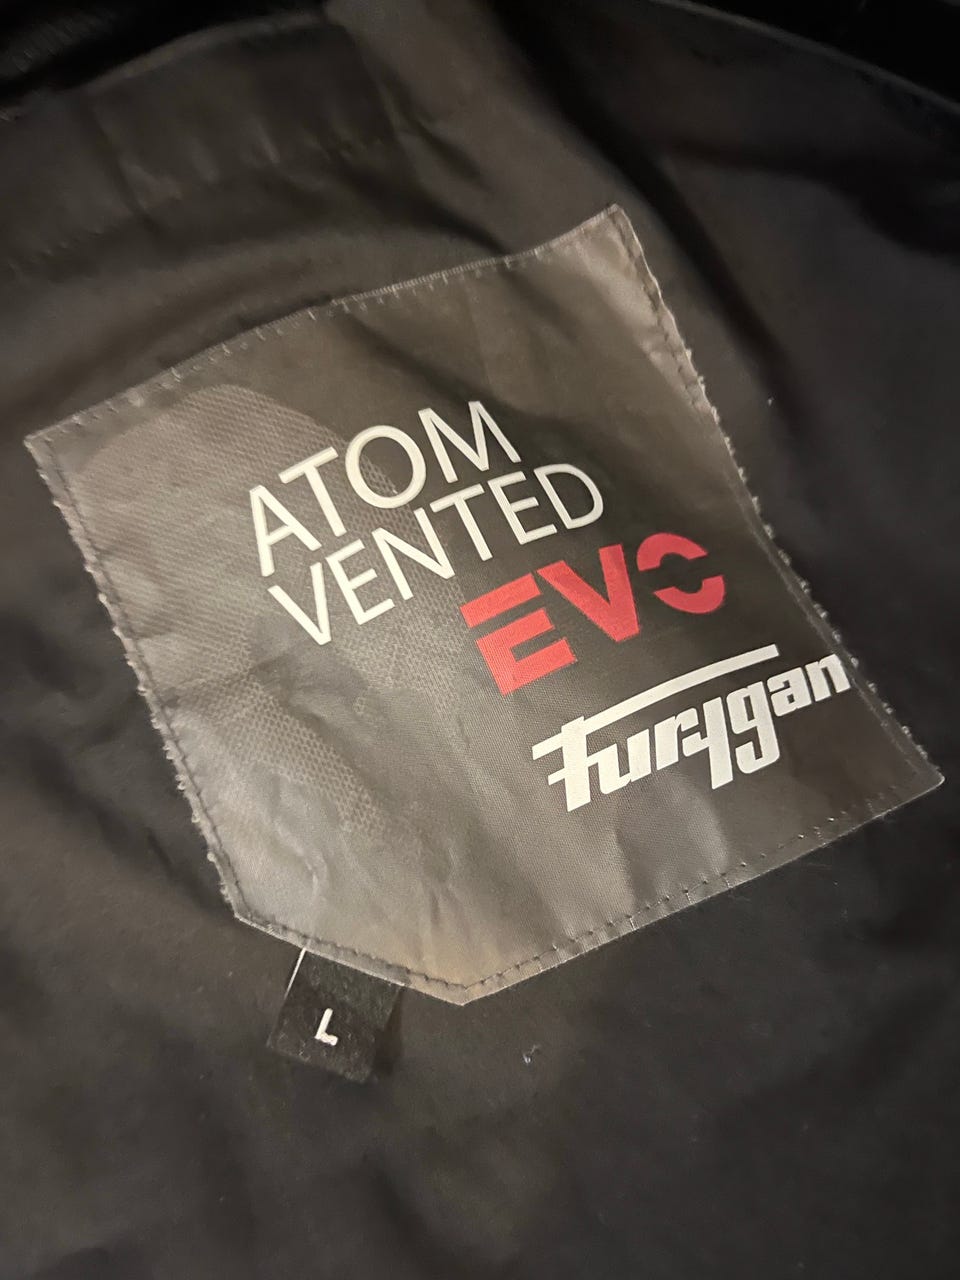 ATOM
VENTED
EVO
Furygan
L